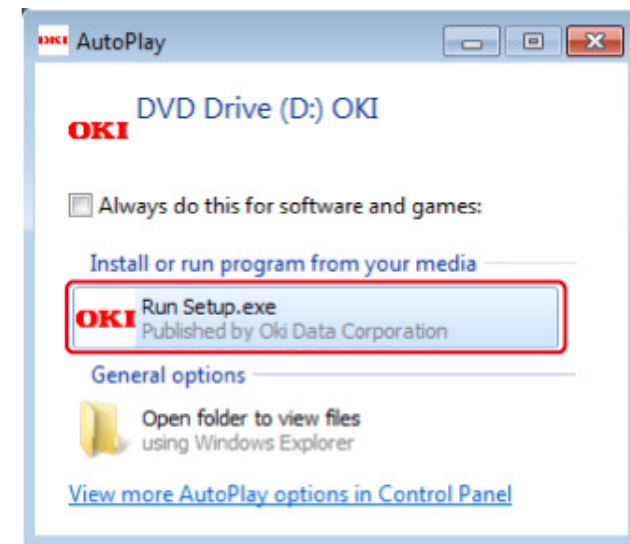 OKI AutoPlay
DVD Drive (D:) OKI
OKI
Always do this for software and games:
Install or run program from your media
OKI Run Setup.exe
Published by Oki Data Corporation
General options
Open folder to view files
using Windows Explorer
View more AutoPlay options in Control Panel